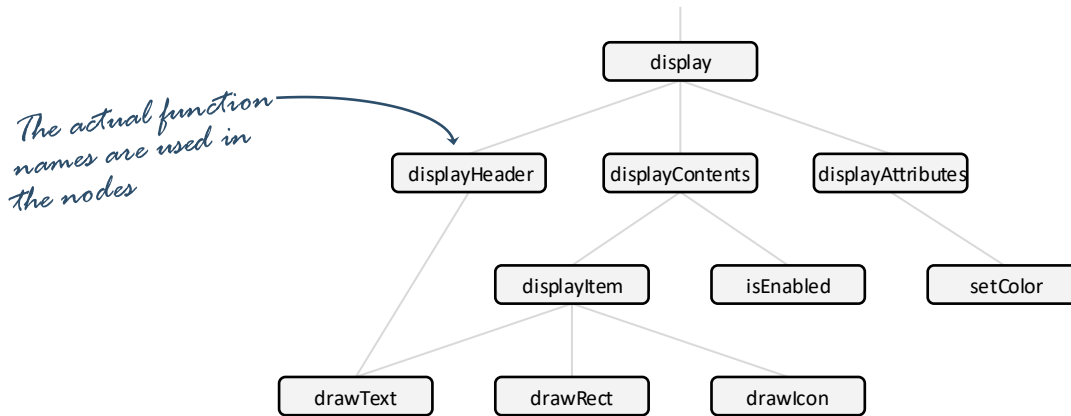 display
The actual function
names are used in
the nodes
displayHeader
displayContents
displayAttributes
displayItem
isEnabled
setColor
drawText
drawRect
drawIcon